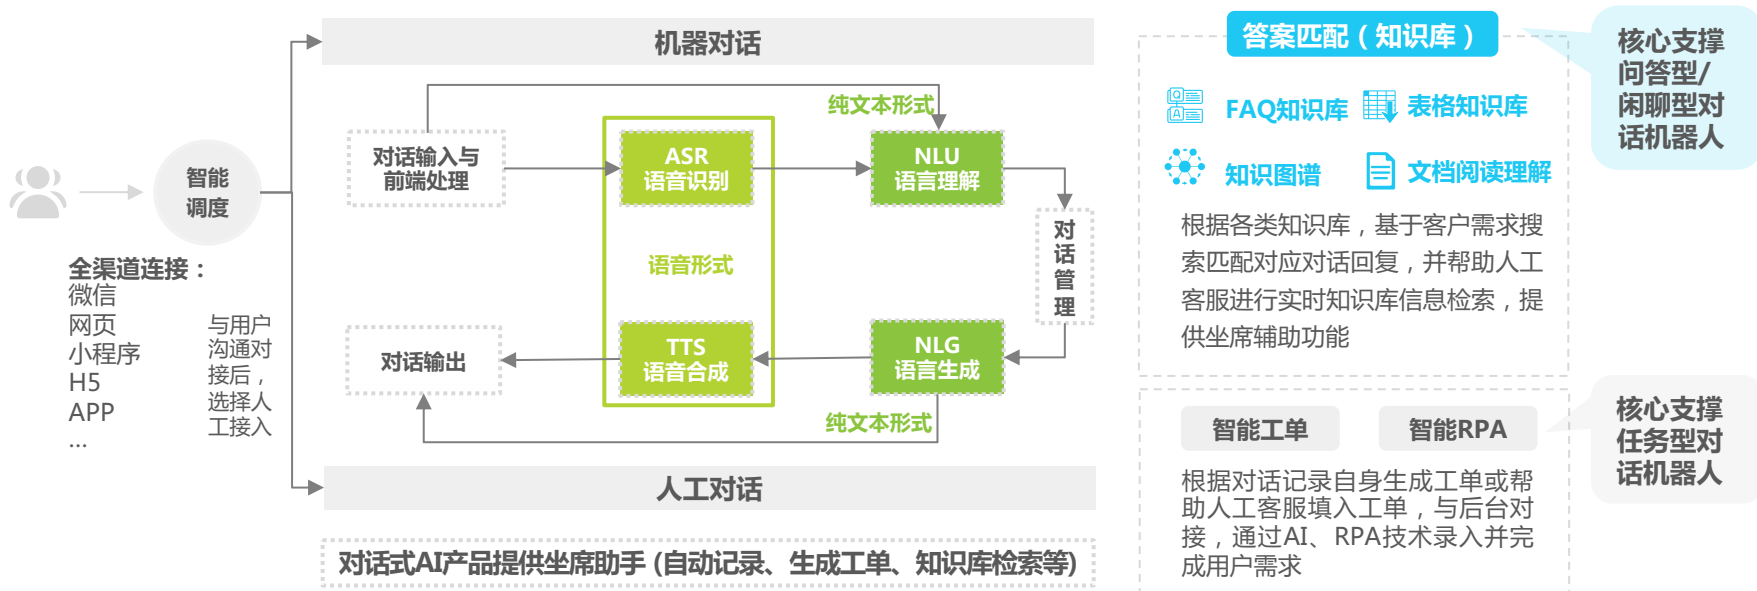 机器对话
纯文本形式
对话输入与
前端处理
ASR
语音识别
NLU
语言理解
智能
调度
对
话
管
理
语音形式
全渠道连接：
微信
网页
小程序
H5
APP
...
与用户
沟通对
接后，
选择人
工接入
对话输出
TTS
语音合成
NLG
语言生成
纯文本形式
人工对话
对话式AI产品提供坐席助手 (自动记录、生成工单、知识库检索等)
答案匹配（知识库）
FAQ知识库
表格知识库
知识图谱
文档阅读理解
根据各类知识库，基于客户需求搜
索匹配对应对话回复，并帮助人工
客服进行实时知识库信息检索，提
供坐席辅助功能
核心支撑
问答型/
闲聊型对
话机器人
智能工单
智能RPA
根据对话记录自身生成工单或帮
助人工客服填入工单，与后台对
接，通过AI、RPA技术录入并完
成用户需求
核心支撑
任务型对
话机器人